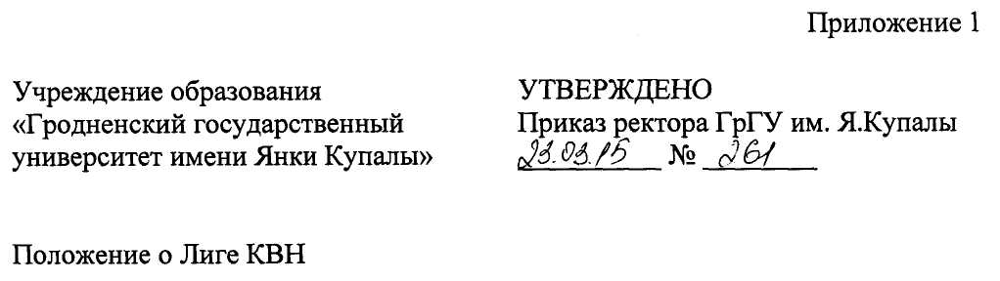 Приложение 1
Учреждение образования
«Гродненский государственный
университет имени Янки Купалы»
УТВЕРЖДЕНО
Приказ ректора ГрГУ им. Я.Купалы
23.03.15 № 261
Положение о Лиге КВН